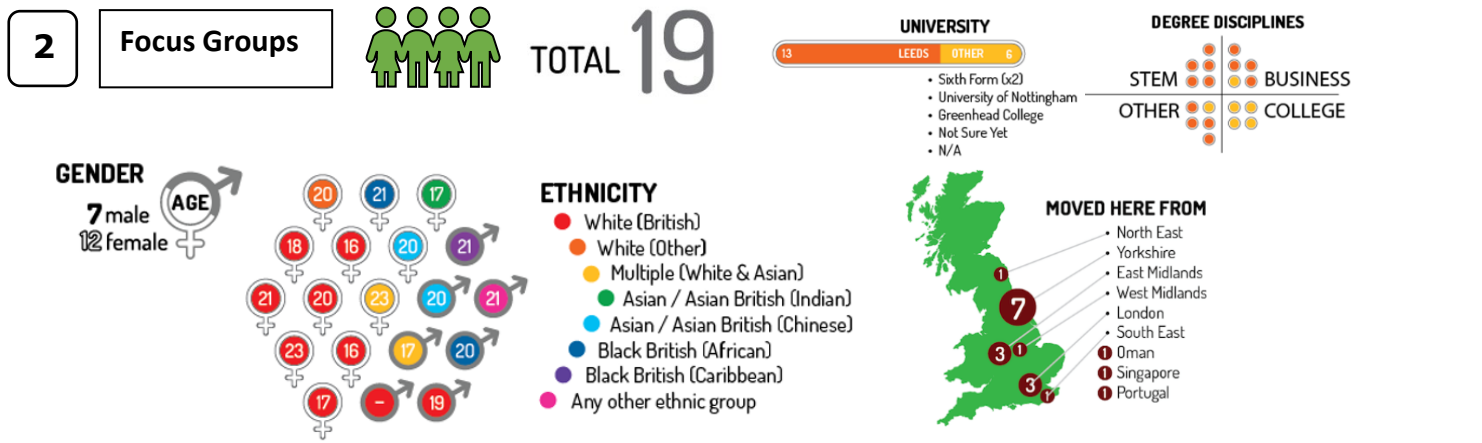 2
Focus Groups
TOTAL 19
UNIVERSITY
13 LEEDS OTHER 6
• Sixth Form (x2)
• University of Nottingham
• Greenhead College
• Not Sure Yet
• N/A
DEGREE DISCIPLINES
STEM BUSINESS
OTHER COLLEGE
GENDER
7 male
12 female
AGE
20 21 17
18 16 20 21
21 20 23 20 21
23 16 17 20
17 – 19
ETHNICITY
White (British)
White (Other)
Multiple (White & Asian)
Asian / Asian British (Indian)
Asian / Asian British (Chinese)
Black British (African)
Black British (Caribbean)
Any other ethnic group
MOVED HERE FROM
• North East
• Yorkshire
• East Midlands
• West Midlands
• London
• South East
1 Oman
1 Singapore
1 Portugal
1
7
3 1
3
1